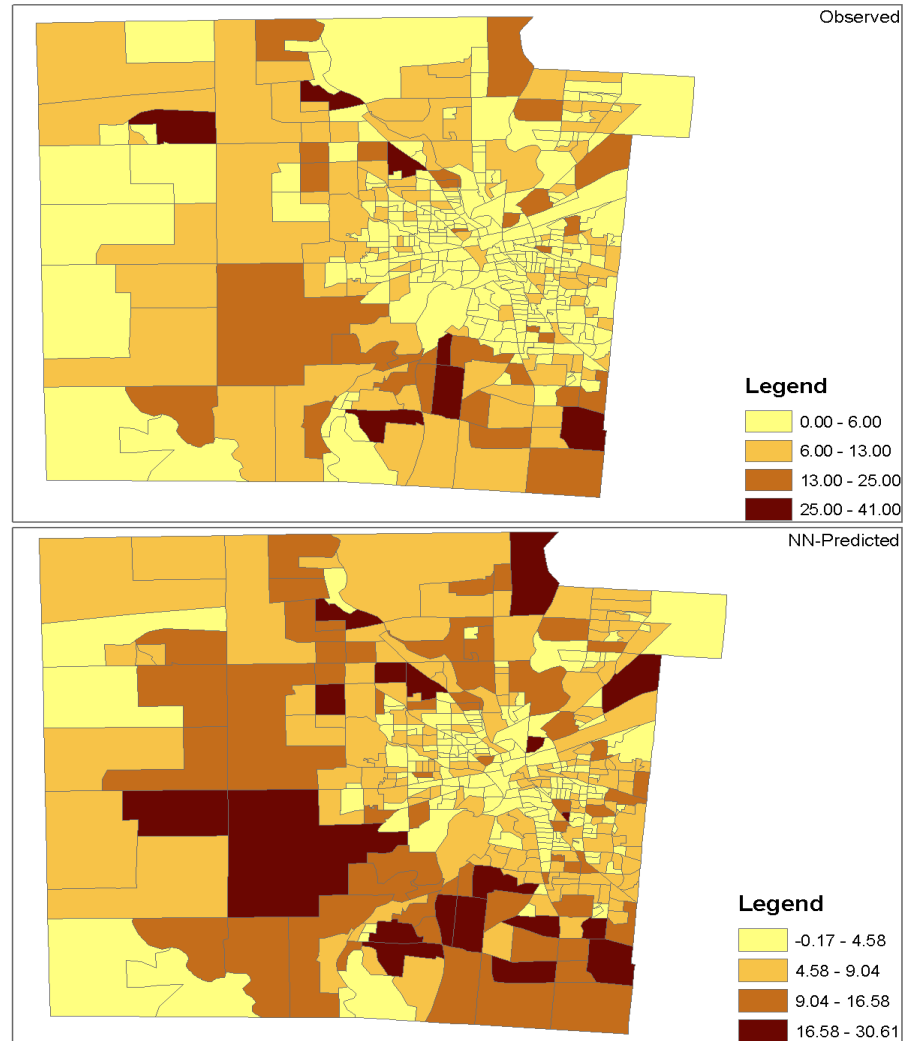 Observed
Legend
0.00 - 6.00
6.00 - 13.00
13.00 - 25.00
25.00 - 41.00
NN-Predicted
Legend
-0.17 - 4.58
4.58 - 9.04
9.04 - 16.58
16.58 - 30.61